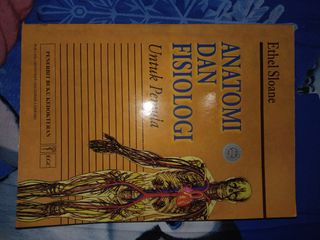 Ethel Sloane
ANATOMI
DAN
FISIOLOGI
Untuk Pemula
PENERBIT BUKU KEDOKTERAN
EGC